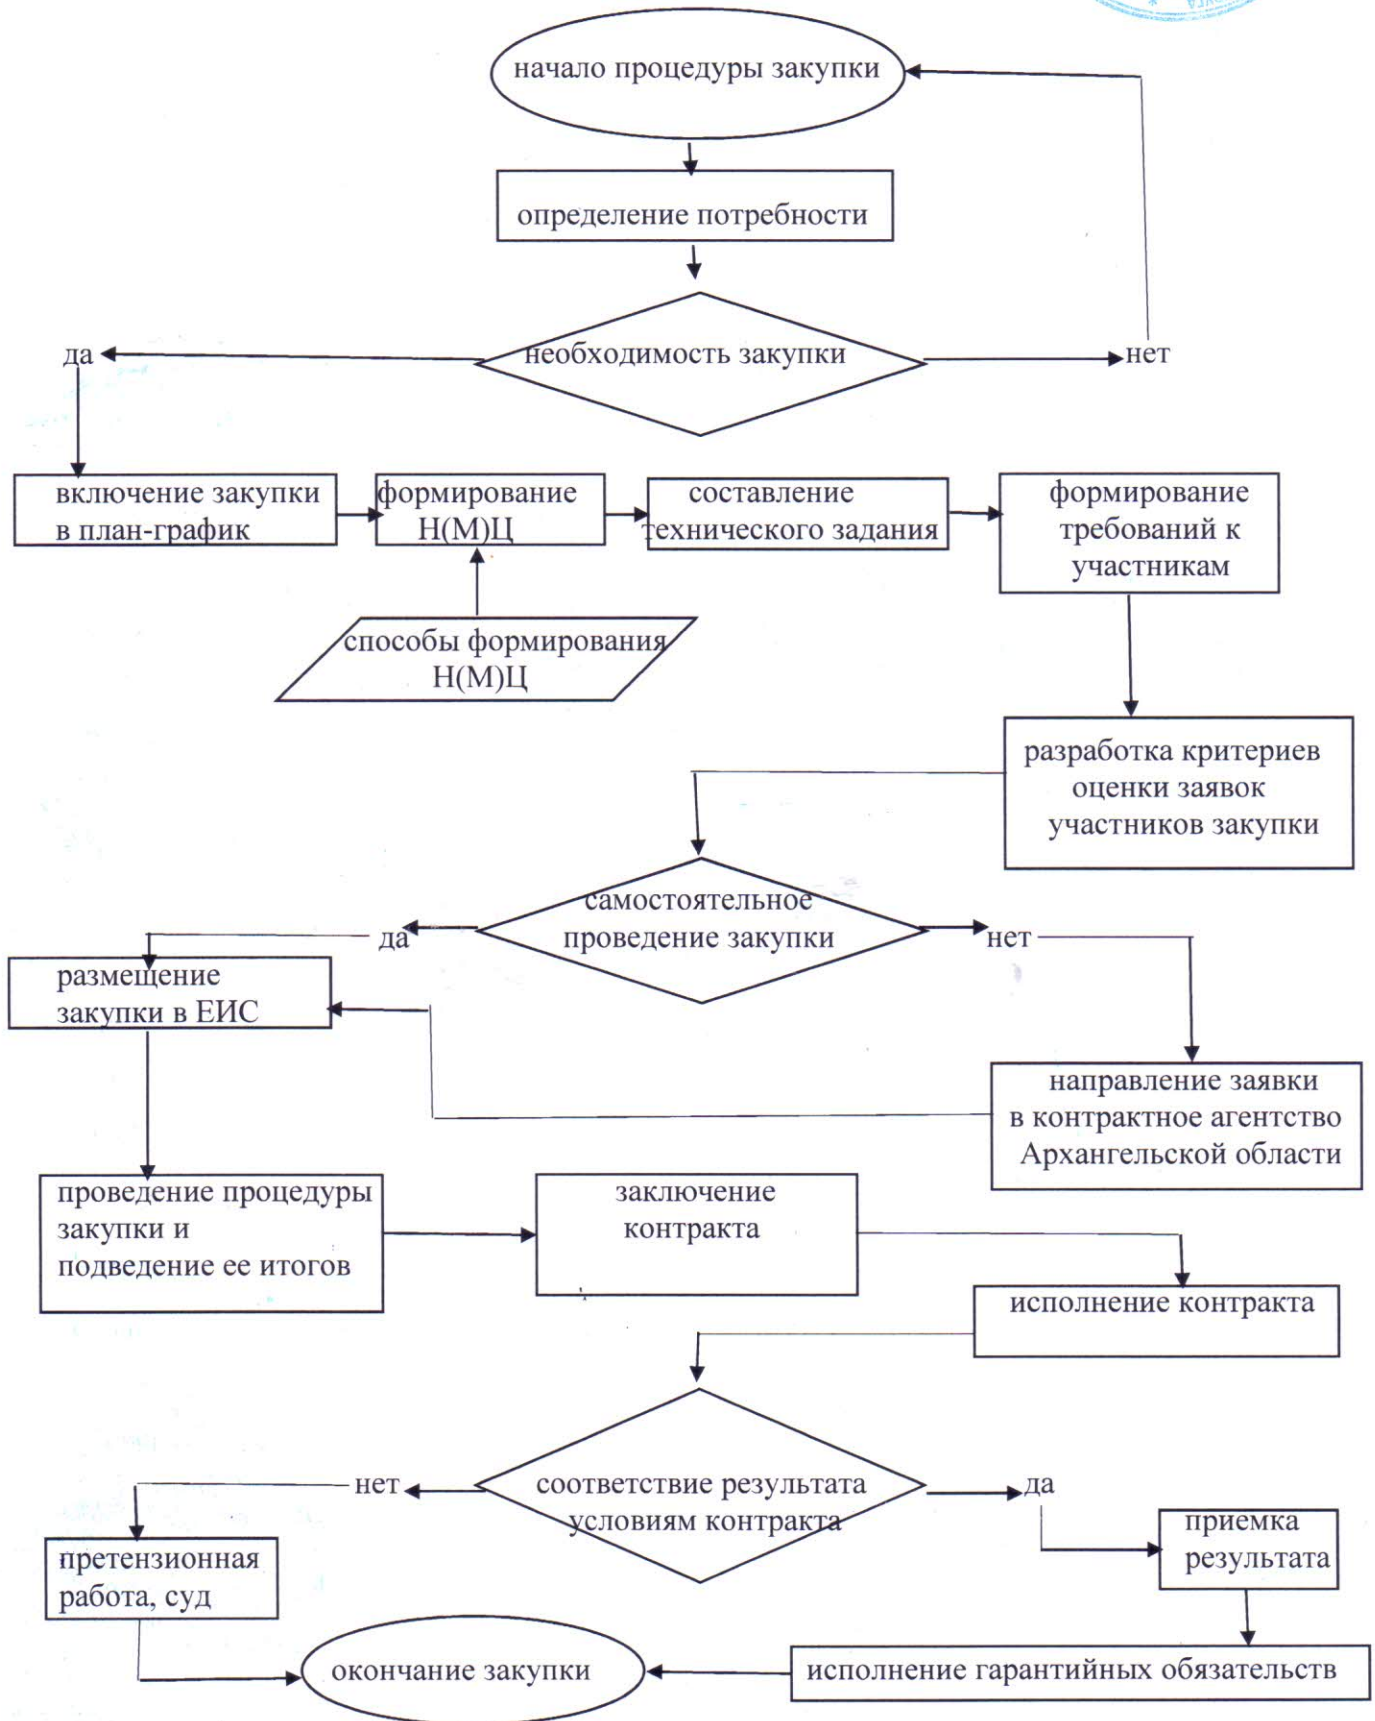 начало процедуры закупки
определение потребности
необходимость закупки
да
нет
включение закупки
в план-график
формирование
Н(М)Ц
составление
технического задания
формирование
требований к
участникам
способы формирования
Н(М)Ц
разработка критериев
оценки заявок
участников закупки
самостоятельное
проведение закупки
да
нет
размещение
закупки в ЕИС
направление заявки
в контрактное агентство
Архангельской области
проведение процедуры
закупки и
подведение ее итогов
заключение
контракта
исполнение контракта
соответствие результата
условиям контракта
нет
да
приемка
результата
претензионная
работа, суд
окончание закупки
исполнение гарантийных обязательств